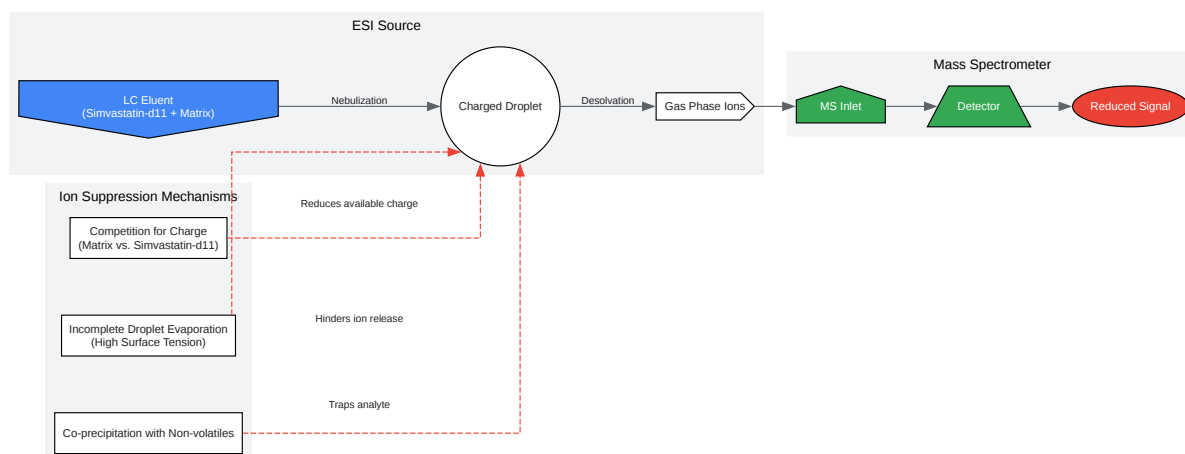 ESI Source
LC Eluent
(Simvastatin-d11 + Matrix)
Nebulization
Charged Droplet
Desolvation
Gas Phase Ions
Mass Spectrometer
MS Inlet
Detector
Reduced Signal
Ion Suppression Mechanisms
Competition for Charge
(Matrix vs. Simvastatin-d11)
Reduces available charge
Incomplete Droplet Evaporation
(High Surface Tension)
Hinders ion release
Co-precipitation with Non-volatiles
Traps analyte